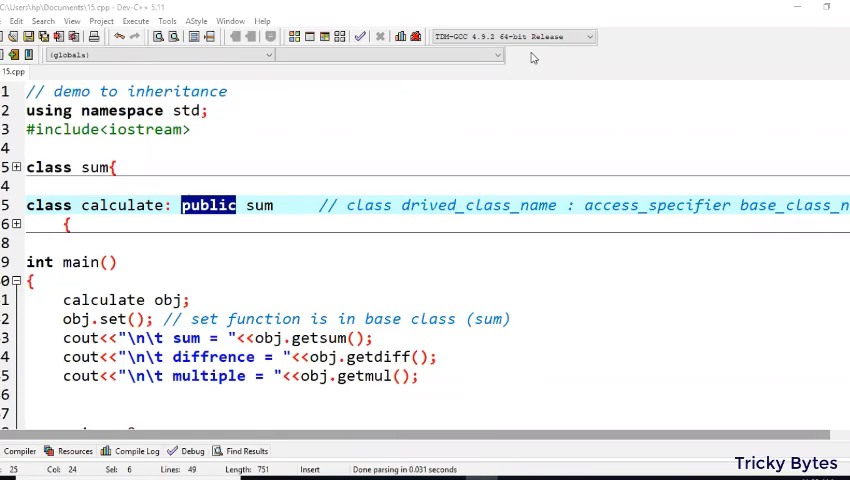 C:\Users\hp\Documents\15.cpp - Dev-C++ 5.11
Edit Search View Project Execute Tools AStyle Window Help
TDM-GCC 4.9.2 64-bit Release
(globals)
15.cpp
1 // demo to inheritance
2 using namespace std;
3 #include<iostream>
4
5 class sum{
4
5 class calculate: public sum // class drived_class_name : access_specifier base_class_n
6 {
8
9 int main()
0 {
1 calculate obj;
2 obj.set(); // set function is in base class (sum)
3 cout<<"\n\t sum = "<<obj.getsum();
4 cout<<"\n\t diffrence = "<<obj.getdiff();
5 cout<<"\n\t multiple = "<<obj.getmul();
6
7
Compiler Resources Compile Log Debug Find Results
Tricky Bytes
25 Col: 24 Sel: 6 Lines: 49 Length: 751 Insert Done parsing in 0.031 seconds